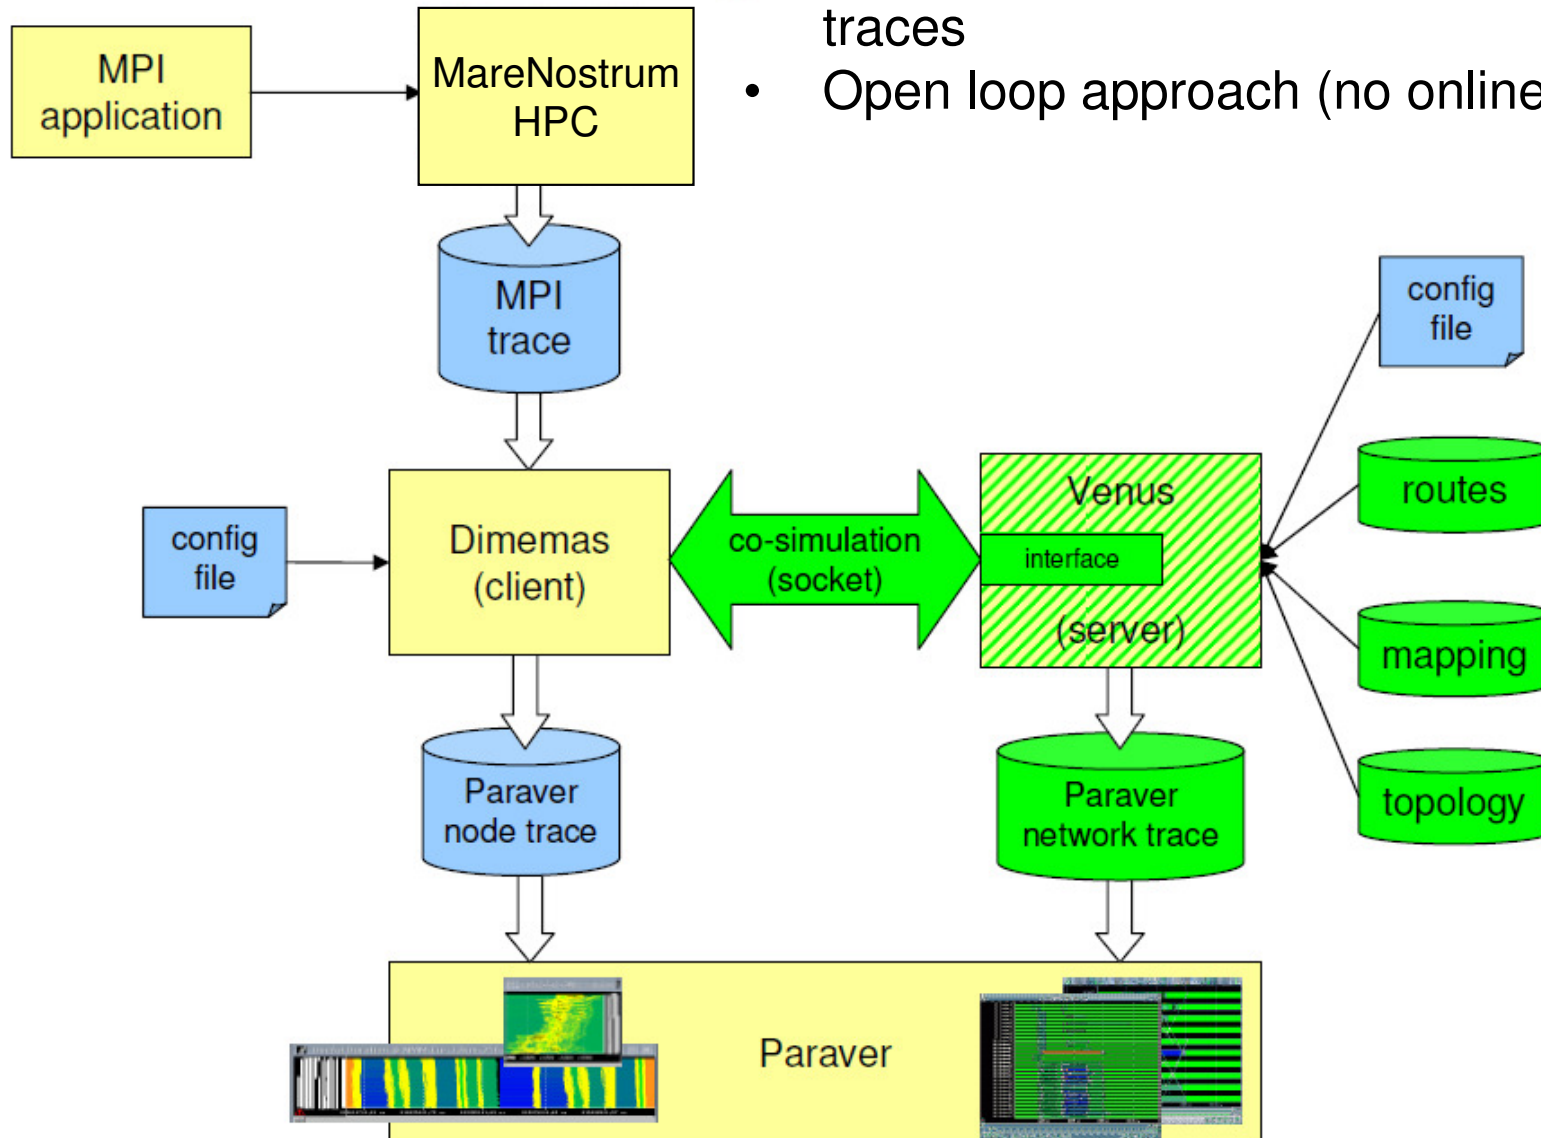 traces
• Open loop approach (no online
MPI
application
MareNostrum
HPC
MPI
trace
config
file
Dimemas
(client)
co-simulation
(socket)
Venus
interface
(server)
config
file
routes
mapping
topology
Paraver
node trace
Paraver
network trace
Paraver